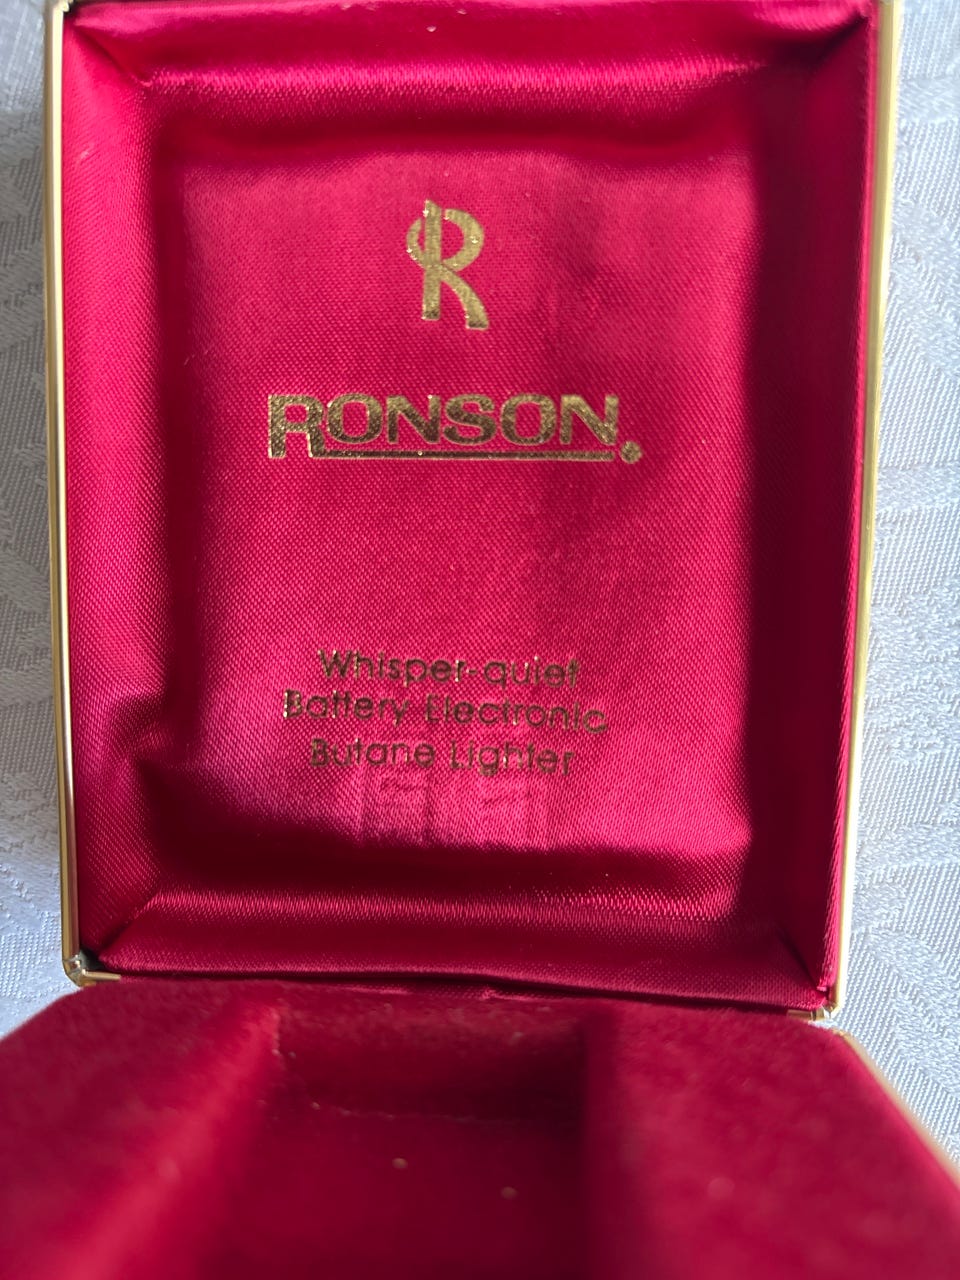 R
RONSON
Whisper-quiet
Battery Electronic
Butane Lighter